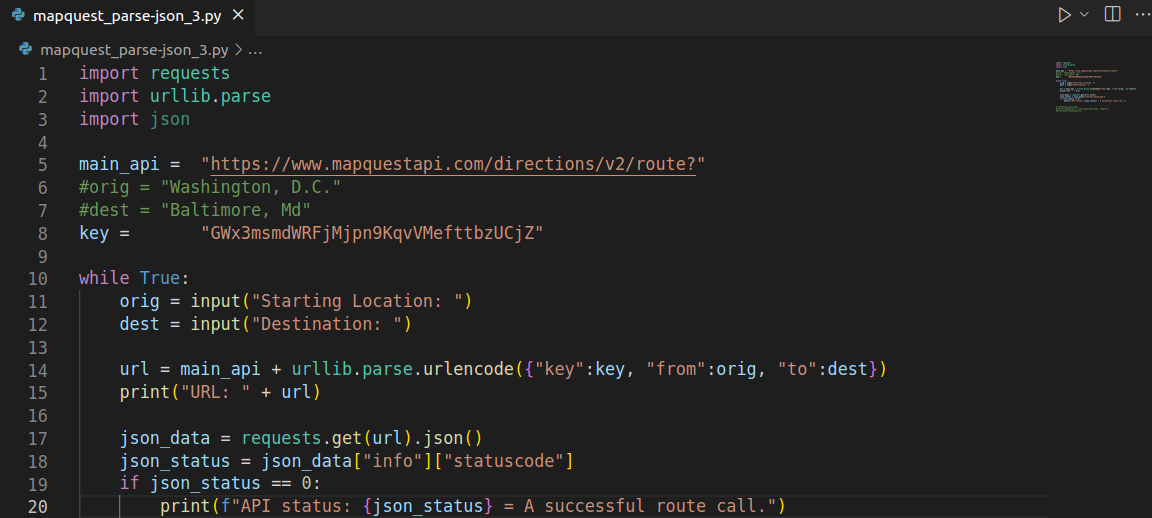 mapquest_parse-json_3.py
mapquest_parse-json_3.py > ...
1 import requests
2 import urllib.parse
3 import json
4
5 main_api =  "https://www.mapquestapi.com/directions/v2/route?"
6 #orig = "Washington, D.C."
7 #dest = "Baltimore, Md"
8 key =       "GWx3msmdWRFjMjpn9KqvVMefttbzUCjZ"
9
10 while True:
11     orig = input("Starting Location: ")
12     dest = input("Destination: ")
13
14     url = main_api + urllib.parse.urlencode({"key":key, "from":orig, "to":dest})
15     print("URL: " + url)
16
17     json_data = requests.get(url).json()
18     json_status = json_data["info"]["statuscode"]
19     if json_status == 0:
20         print(f"API status: {json_status} = A successful route call.")